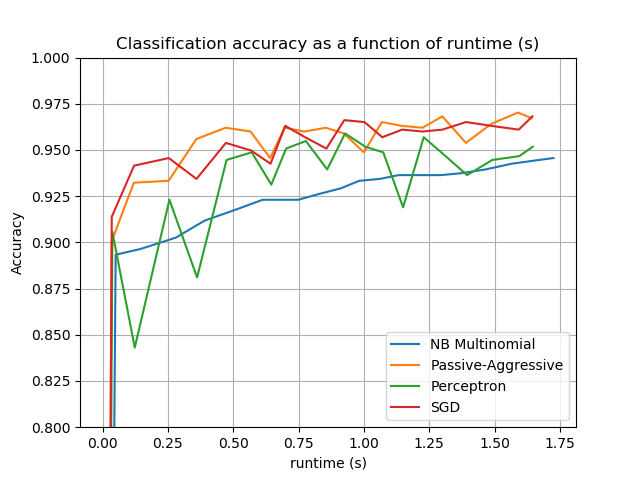 Classification accuracy as a function of runtime (s)
1.000
0.975
0.950
0.925
0.900
0.875
0.850
0.825
0.800
Accuracy
NB Multinomial
Passive-Aggressive
Perceptron
SGD
0.00 0.25 0.50 0.75 1.00 1.25 1.50 1.75
runtime (s)